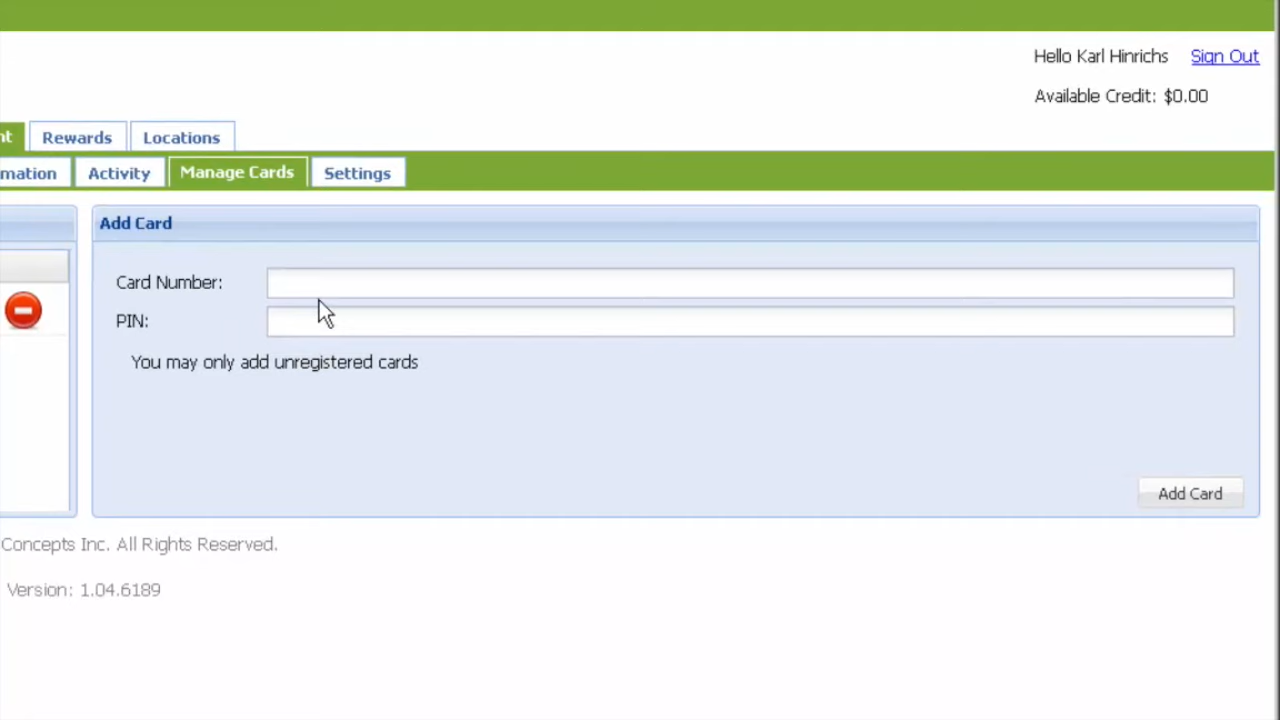 Hello Karl Hinrichs Sign Out
Available Credit: $0.00
nt Rewards Locations
mation Activity Manage Cards Settings
Add Card
Card Number:
PIN:
You may only add unregistered cards
Add Card
Concepts Inc. All Rights Reserved.
Version: 1.04.6189